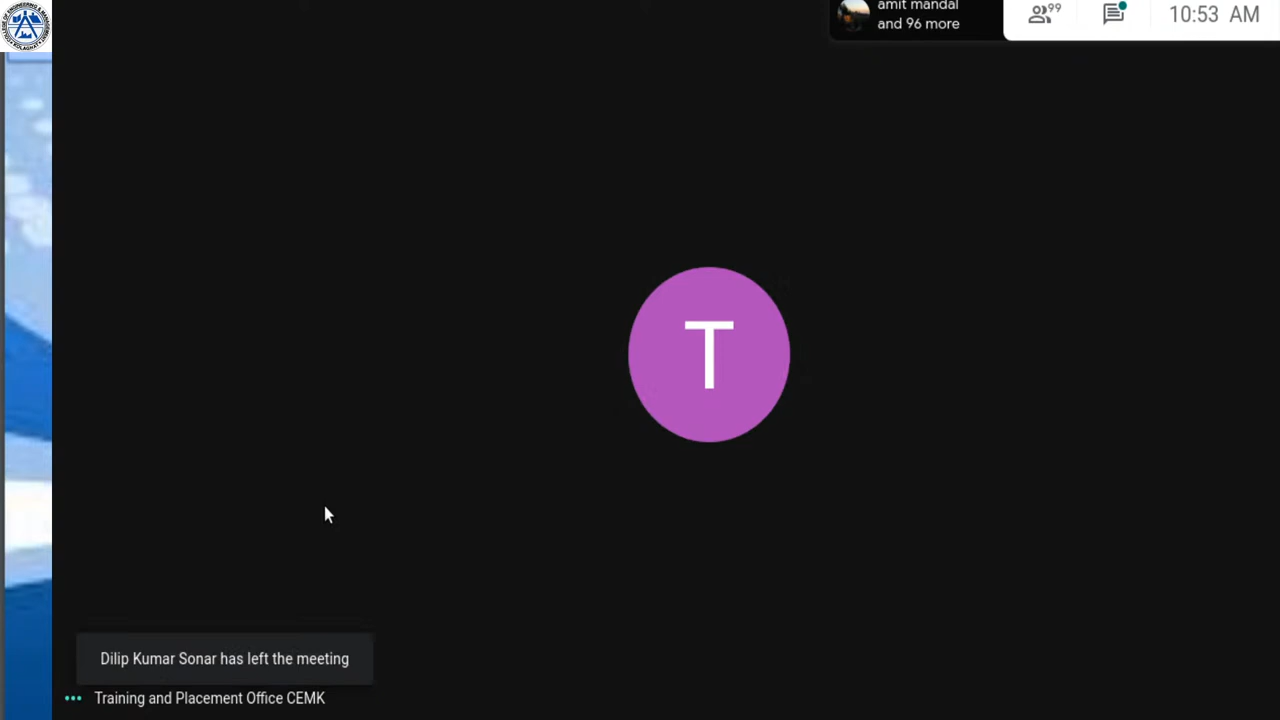 amit mandal
and 96 more
99
10:53 AM
T
Dilip Kumar Sonar has left the meeting
Training and Placement Office CEMK